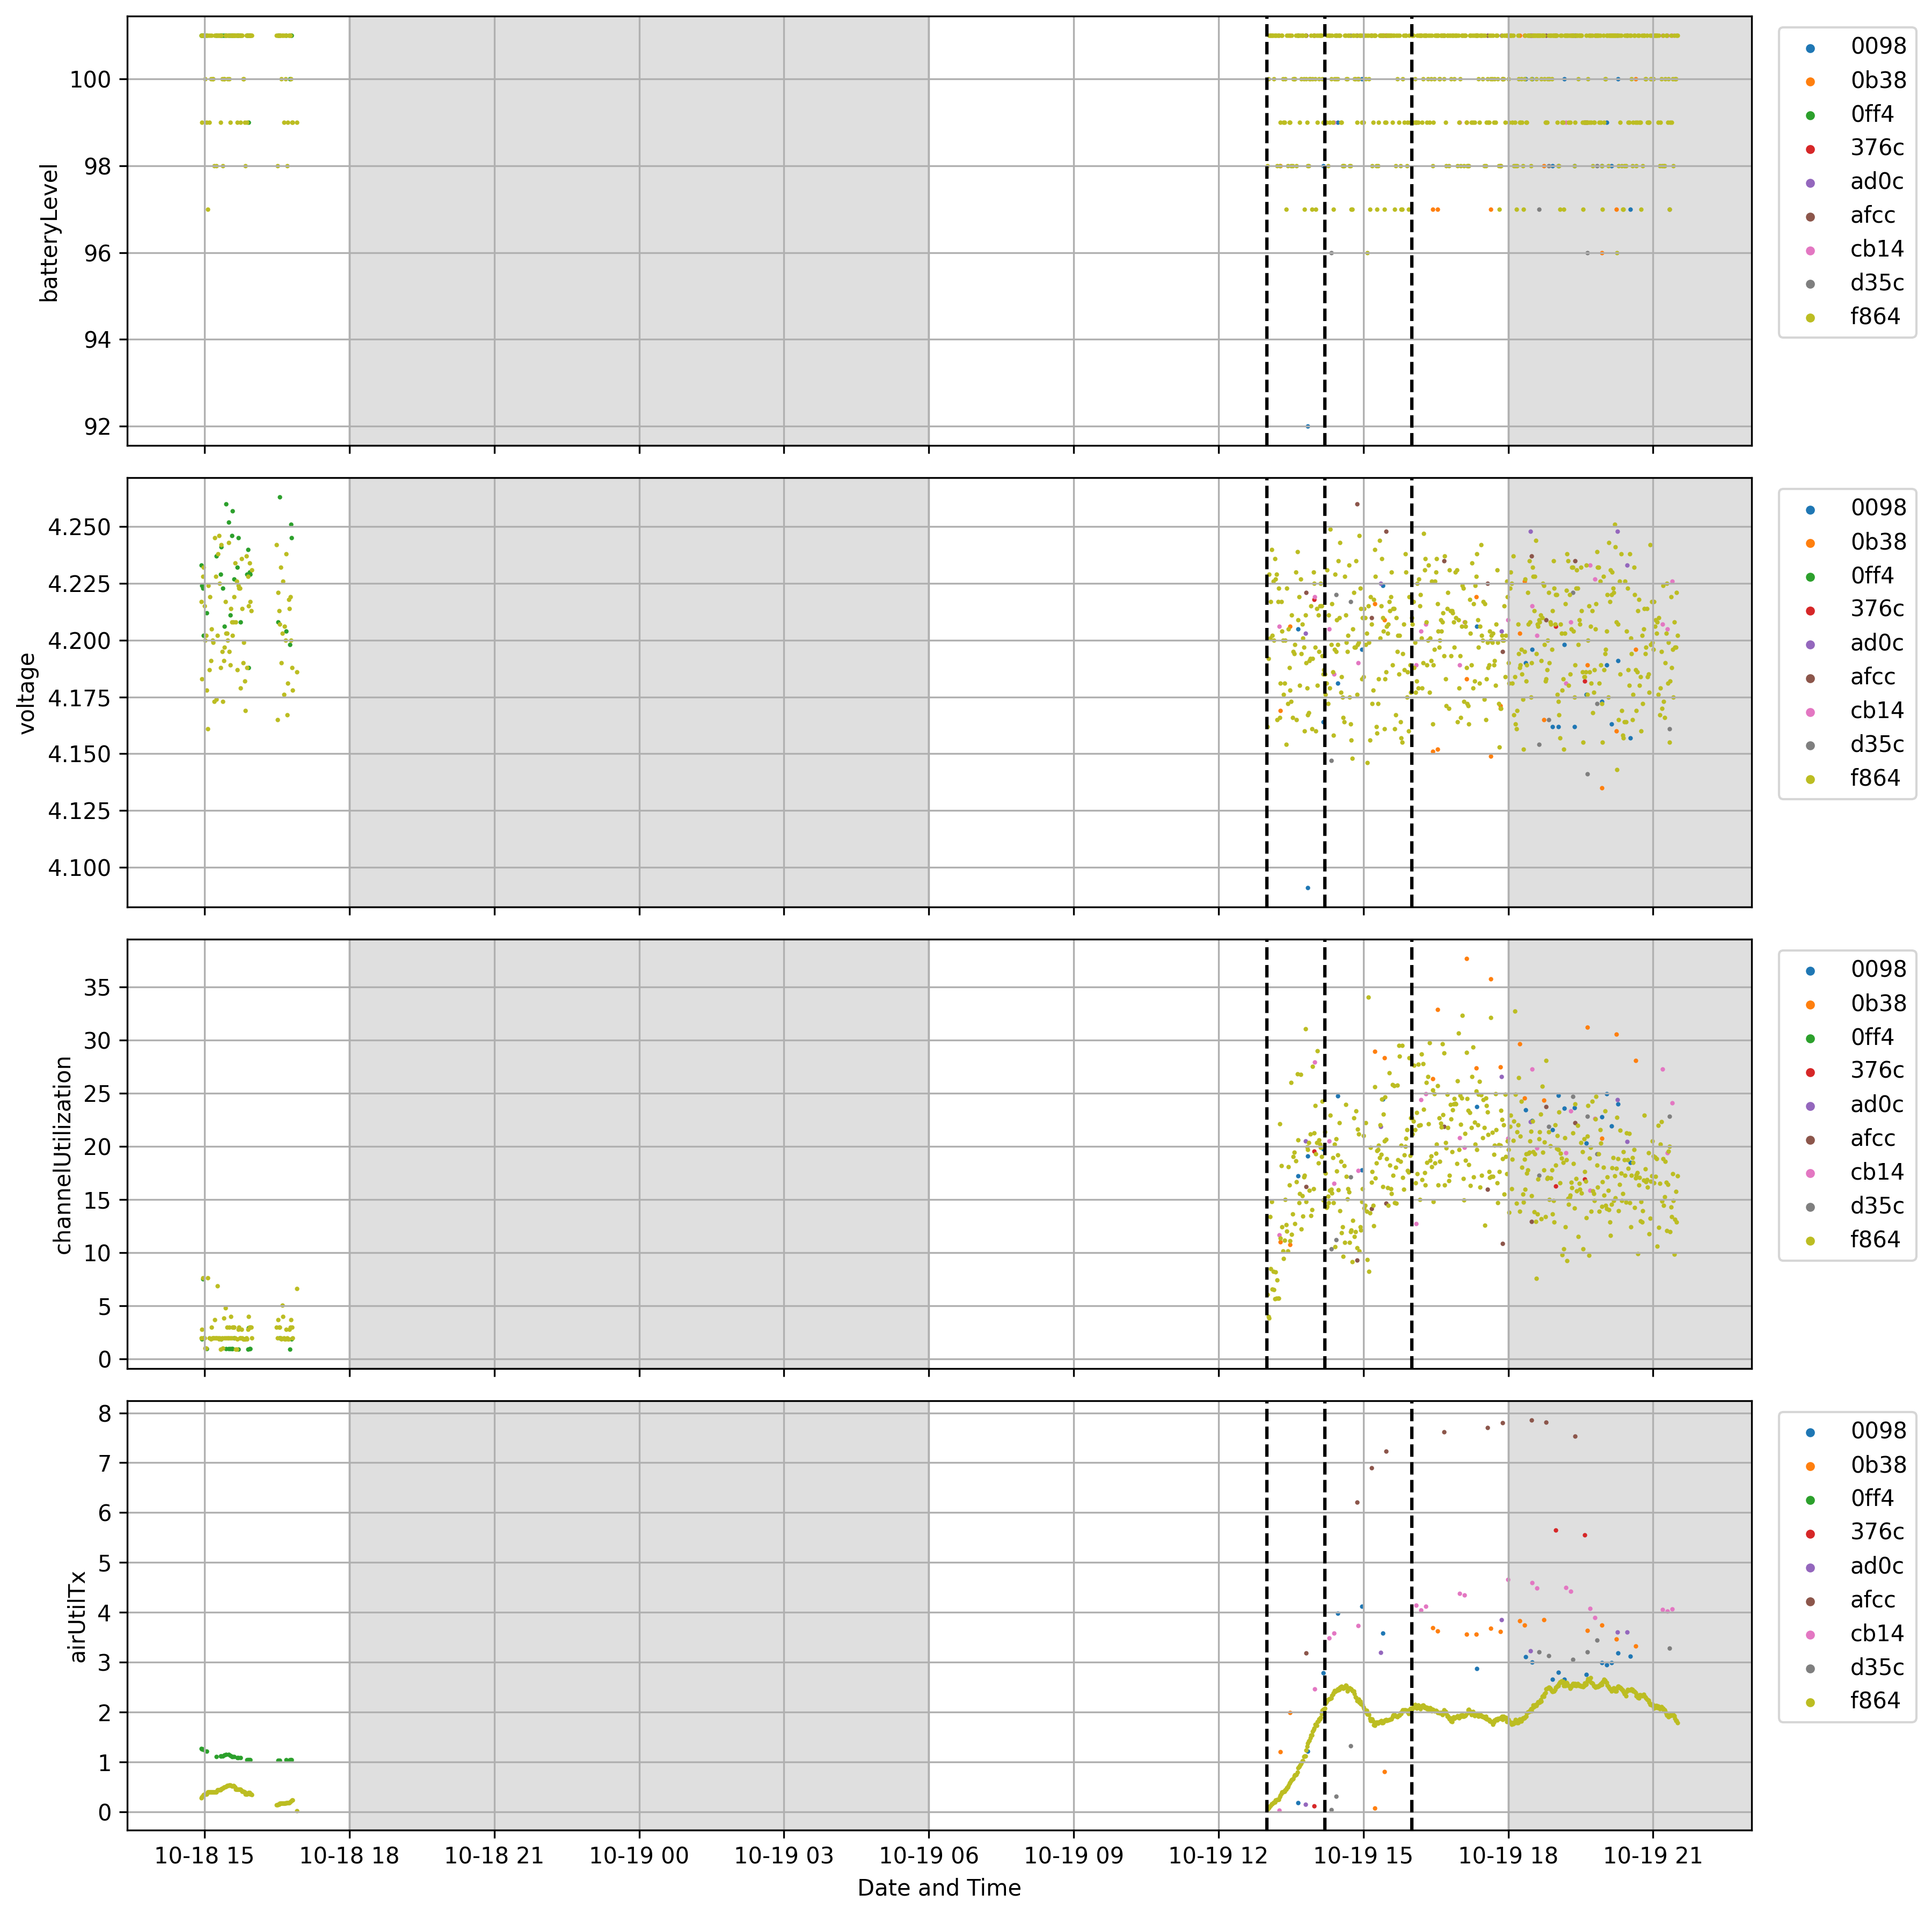 batteryLevel
100
98
96
94
92
0098
0b38
0ff4
376c
ad0c
afcc
cb14
d35c
f864
voltage
4.250
4.225
4.200
4.175
4.150
4.125
4.100
0098
0b38
0ff4
376c
ad0c
afcc
cb14
d35c
f864
channelUtilization
35
30
25
20
15
10
5
0
0098
0b38
0ff4
376c
ad0c
afcc
cb14
d35c
f864
airUtilTx
8
7
6
5
4
3
2
1
0
0098
0b38
0ff4
376c
ad0c
afcc
cb14
d35c
f864
10-18 15 10-18 18 10-18 21 10-19 00 10-19 03 10-19 06 10-19 09 10-19 12 10-19 15 10-19 18 10-19 21
Date and Time